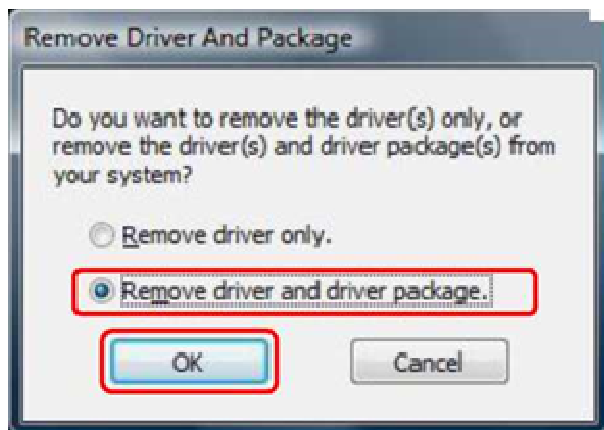 Remove Driver And Package
Do you want to remove the driver(s) only, or
remove the driver(s) and driver package(s) from
your system?
Remove driver only.
Remove driver and driver package.
OK
Cancel